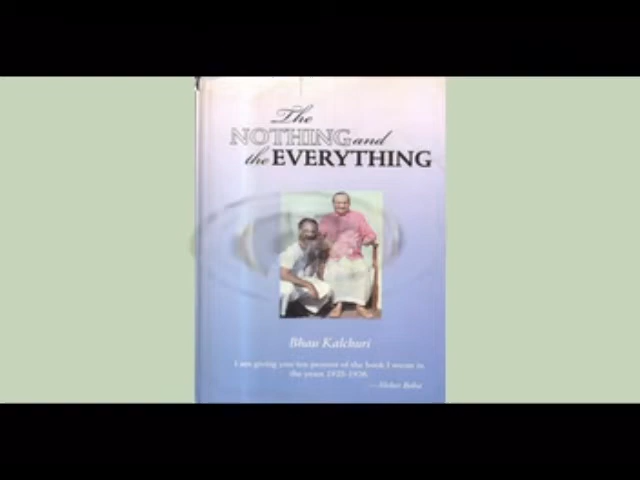 The
NOTHING and
the EVERYTHING
Bhau Kalchuri
I am giving you ten percent of the book I wrote in
the years 1925-1926
—Meher Baba